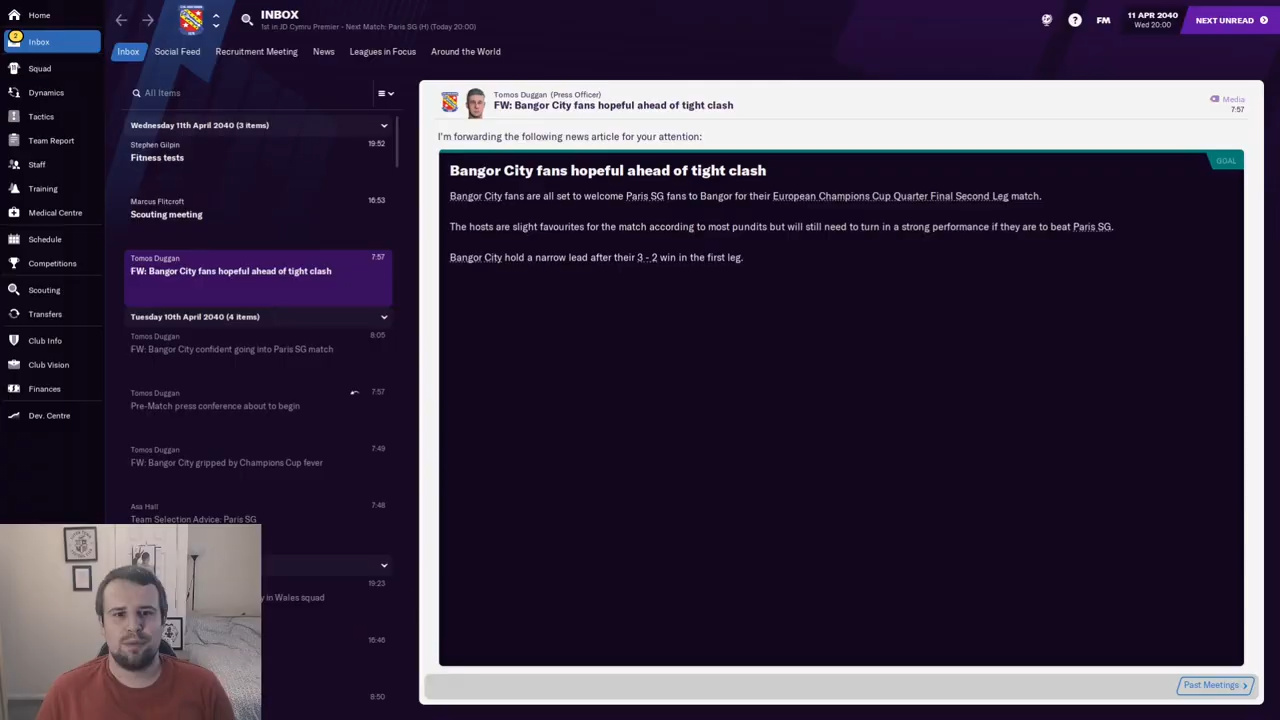 Home
INBOX
1st in JD Cymru Premier - Next Match: Paris SG (H) (Today 20:00)
FM
11 APR 2040
Wed 20:00
NEXT UNREAD
2
Inbox
Squad
Dynamics
Tactics
Team Report
Staff
Training
Medical Centre
Schedule
Competitions
Scouting
Transfers
Club Info
Club Vision
Finances
Dev. Centre
Inbox
Social Feed
Recruitment Meeting
News
Leagues in Focus
Around the World
All Items
Wednesday 11th April 2040 (3 items)
Stephen Gilpin
19:52
Fitness tests
Marcus Flitcroft
16:53
Scouting meeting
Tomos Duggan
7:57
FW: Bangor City fans hopeful ahead of tight clash
Tuesday 10th April 2040 (4 items)
Tomos Duggan
8:05
FW: Bangor City confident going into Paris SG match
Tomos Duggan
7:57
Pre-Match press conference about to begin
Tomos Duggan
7:49
FW: Bangor City gripped by Champions Cup fever
Ass Hall
7:48
Team Selection Advice: Paris SG
19:23
y in Wales squad
16:46
8:50
Tomos Duggan (Press Officer)
FW: Bangor City fans hopeful ahead of tight clash
Media
7:57
I'm forwarding the following news article for your attention:
GOAL
Bangor City fans hopeful ahead of tight clash
Bangor City fans are all set to welcome Paris SG fans to Bangor for their European Champions Cup Quarter Final Second Leg match.
The hosts are slight favourites for the match according to most pundits but will still need to turn in a strong performance if they are to beat Paris SG.
Bangor City hold a narrow lead after their 3 - 2 win in the first leg.
Past Meetings